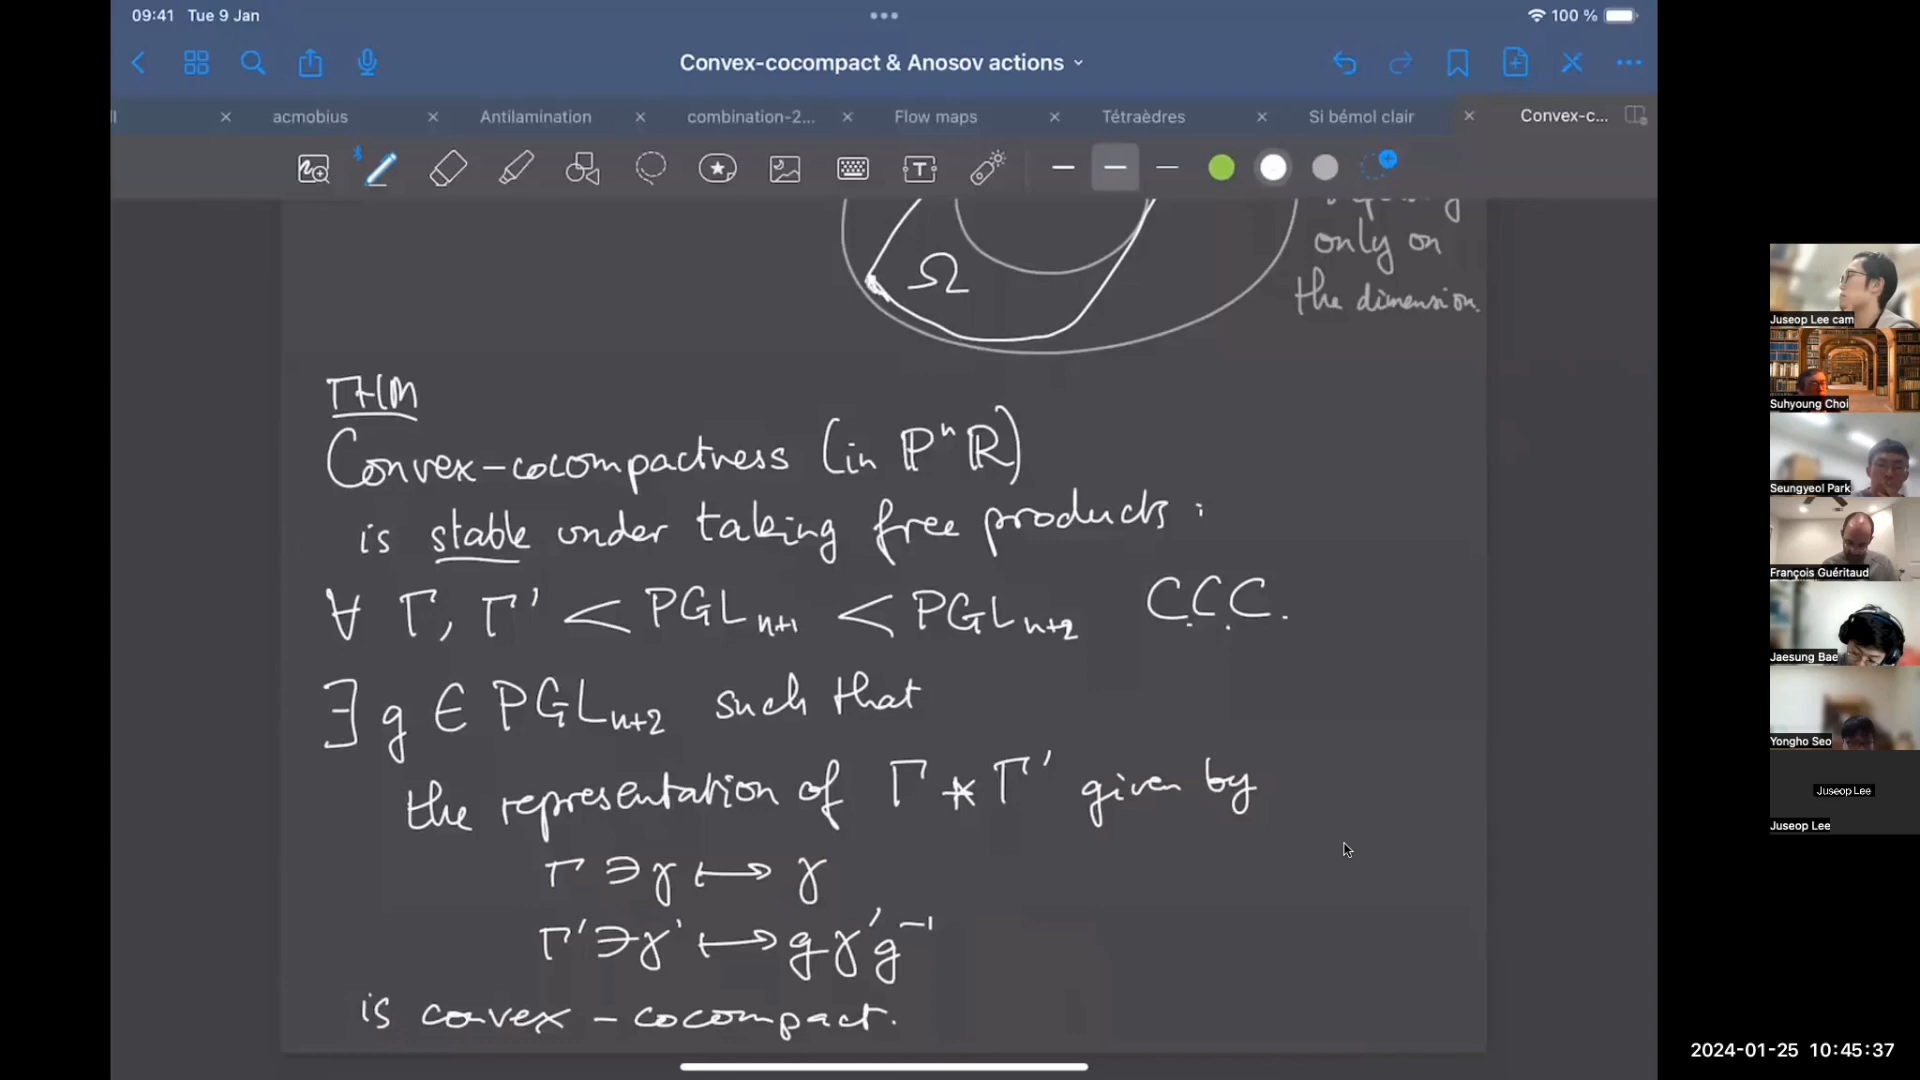 09:41 Tue 9 Jan
100 %
Convex-cocompact & Anosov actions
acmobius
Antilamination
combination-2...
Flow maps
Tétraèdres
Si bémol clair
Convex-c...
only on
the dimension.
Ω
THM
Convex-cocompactness (in ℙⁿℝ)
is stable under taking free products:
∀ Γ, Γ' < PGLₙ₊₁ < PGLₙ₊₂ C.C.C.
∃ g ∈ PGLₙ₊₂ such that
the representation of Γ * Γ' given by
Γ ∋ γ ↦ γ
Γ' ∋ γ' ↦ gγ'g⁻¹
is convex-cocompact.
Juseop Lee cam
Suhyoung Choi
Seungyeol Park
François Guéritaud
Jaesung Bae
Yongho Seo
Juseop Lee
Juseop Lee
2024-01-25 10:45:37